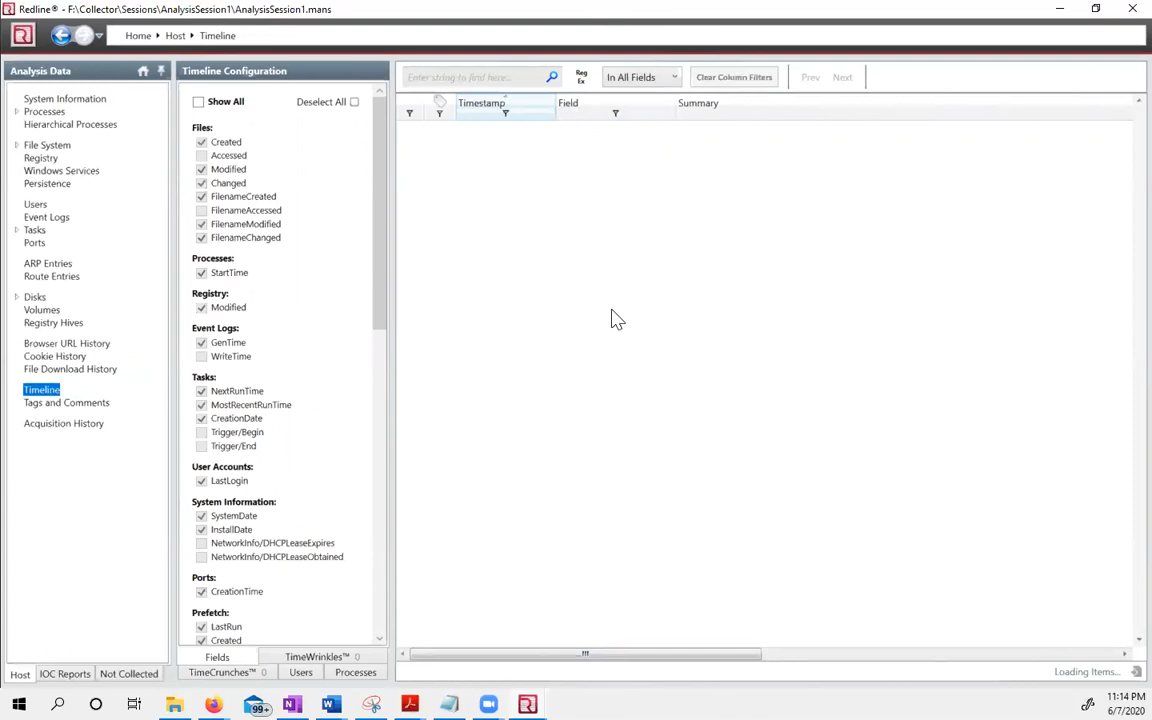 Redline® - F:\Collector\Sessions\AnalysisSession1\AnalysisSession1.mans
Home Host Timeline
Analysis Data
System Information
Processes
Hierarchical Processes
File System
Registry
Windows Services
Persistence
Users
Event Logs
Tasks
Ports
ARP Entries
Route Entries
Disks
Volumes
Registry Hives
Browser URL History
Cookie History
File Download History
Timeline
Tags and Comments
Acquisition History
Host IOC Reports Not Collected
Timeline Configuration
Show All Deselect All
Files:
Created
Accessed
Modified
Changed
FilenameCreated
FilenameAccessed
FilenameModified
FilenameChanged
Processes:
StartTime
Registry:
Modified
Event Logs:
GenTime
WriteTime
Tasks:
NextRunTime
MostRecentRunTime
CreationDate
Trigger/Begin
Trigger/End
User Accounts:
LastLogin
System Information:
SystemDate
InstallDate
NetworkInfo/DHCPLeaseExpires
NetworkInfo/DHCPLeaseObtained
Ports:
CreationTime
Prefetch:
LastRun
Created
Fields TimeWrinkles™ 0
TimeCrunches™ 0 Users Processes
Enter string to find here... Reg Ex In All Fields Clear Column Filters Prev Next
Timestamp Field Summary
Loading Items...
99+
11:14 PM
6/7/2020